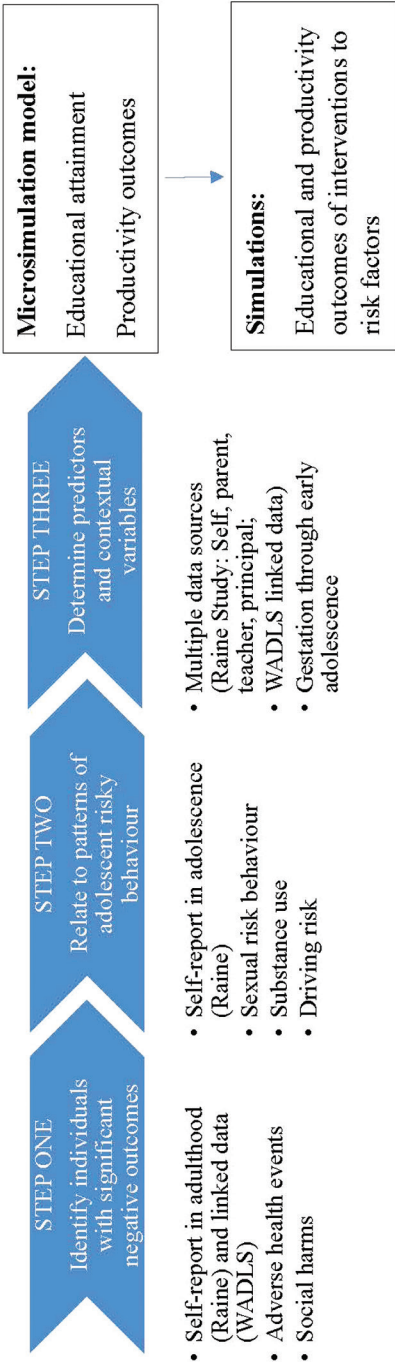 STEP ONE
Identify individuals
with significant
negative outcomes
• Self-report in adulthood
(Raine) and linked data
(WADLS)
• Adverse health events
• Social harms
STEP TWO
Relate to patterns of
adolescent risky
behaviour
• Self-report in adolescence
(Raine)
• Sexual risk behaviour
• Substance use
• Driving risk
STEP THREE
Determine predictors
and contextual
variables
• Multiple data sources
(Raine Study: Self, parent,
teacher, principal;
• WADLS linked data)
• Gestation through early
adolescence
Microsimulation model:
Educational attainment
Productivity outcomes
Simulations:
Educational and productivity
outcomes of interventions to
risk factors